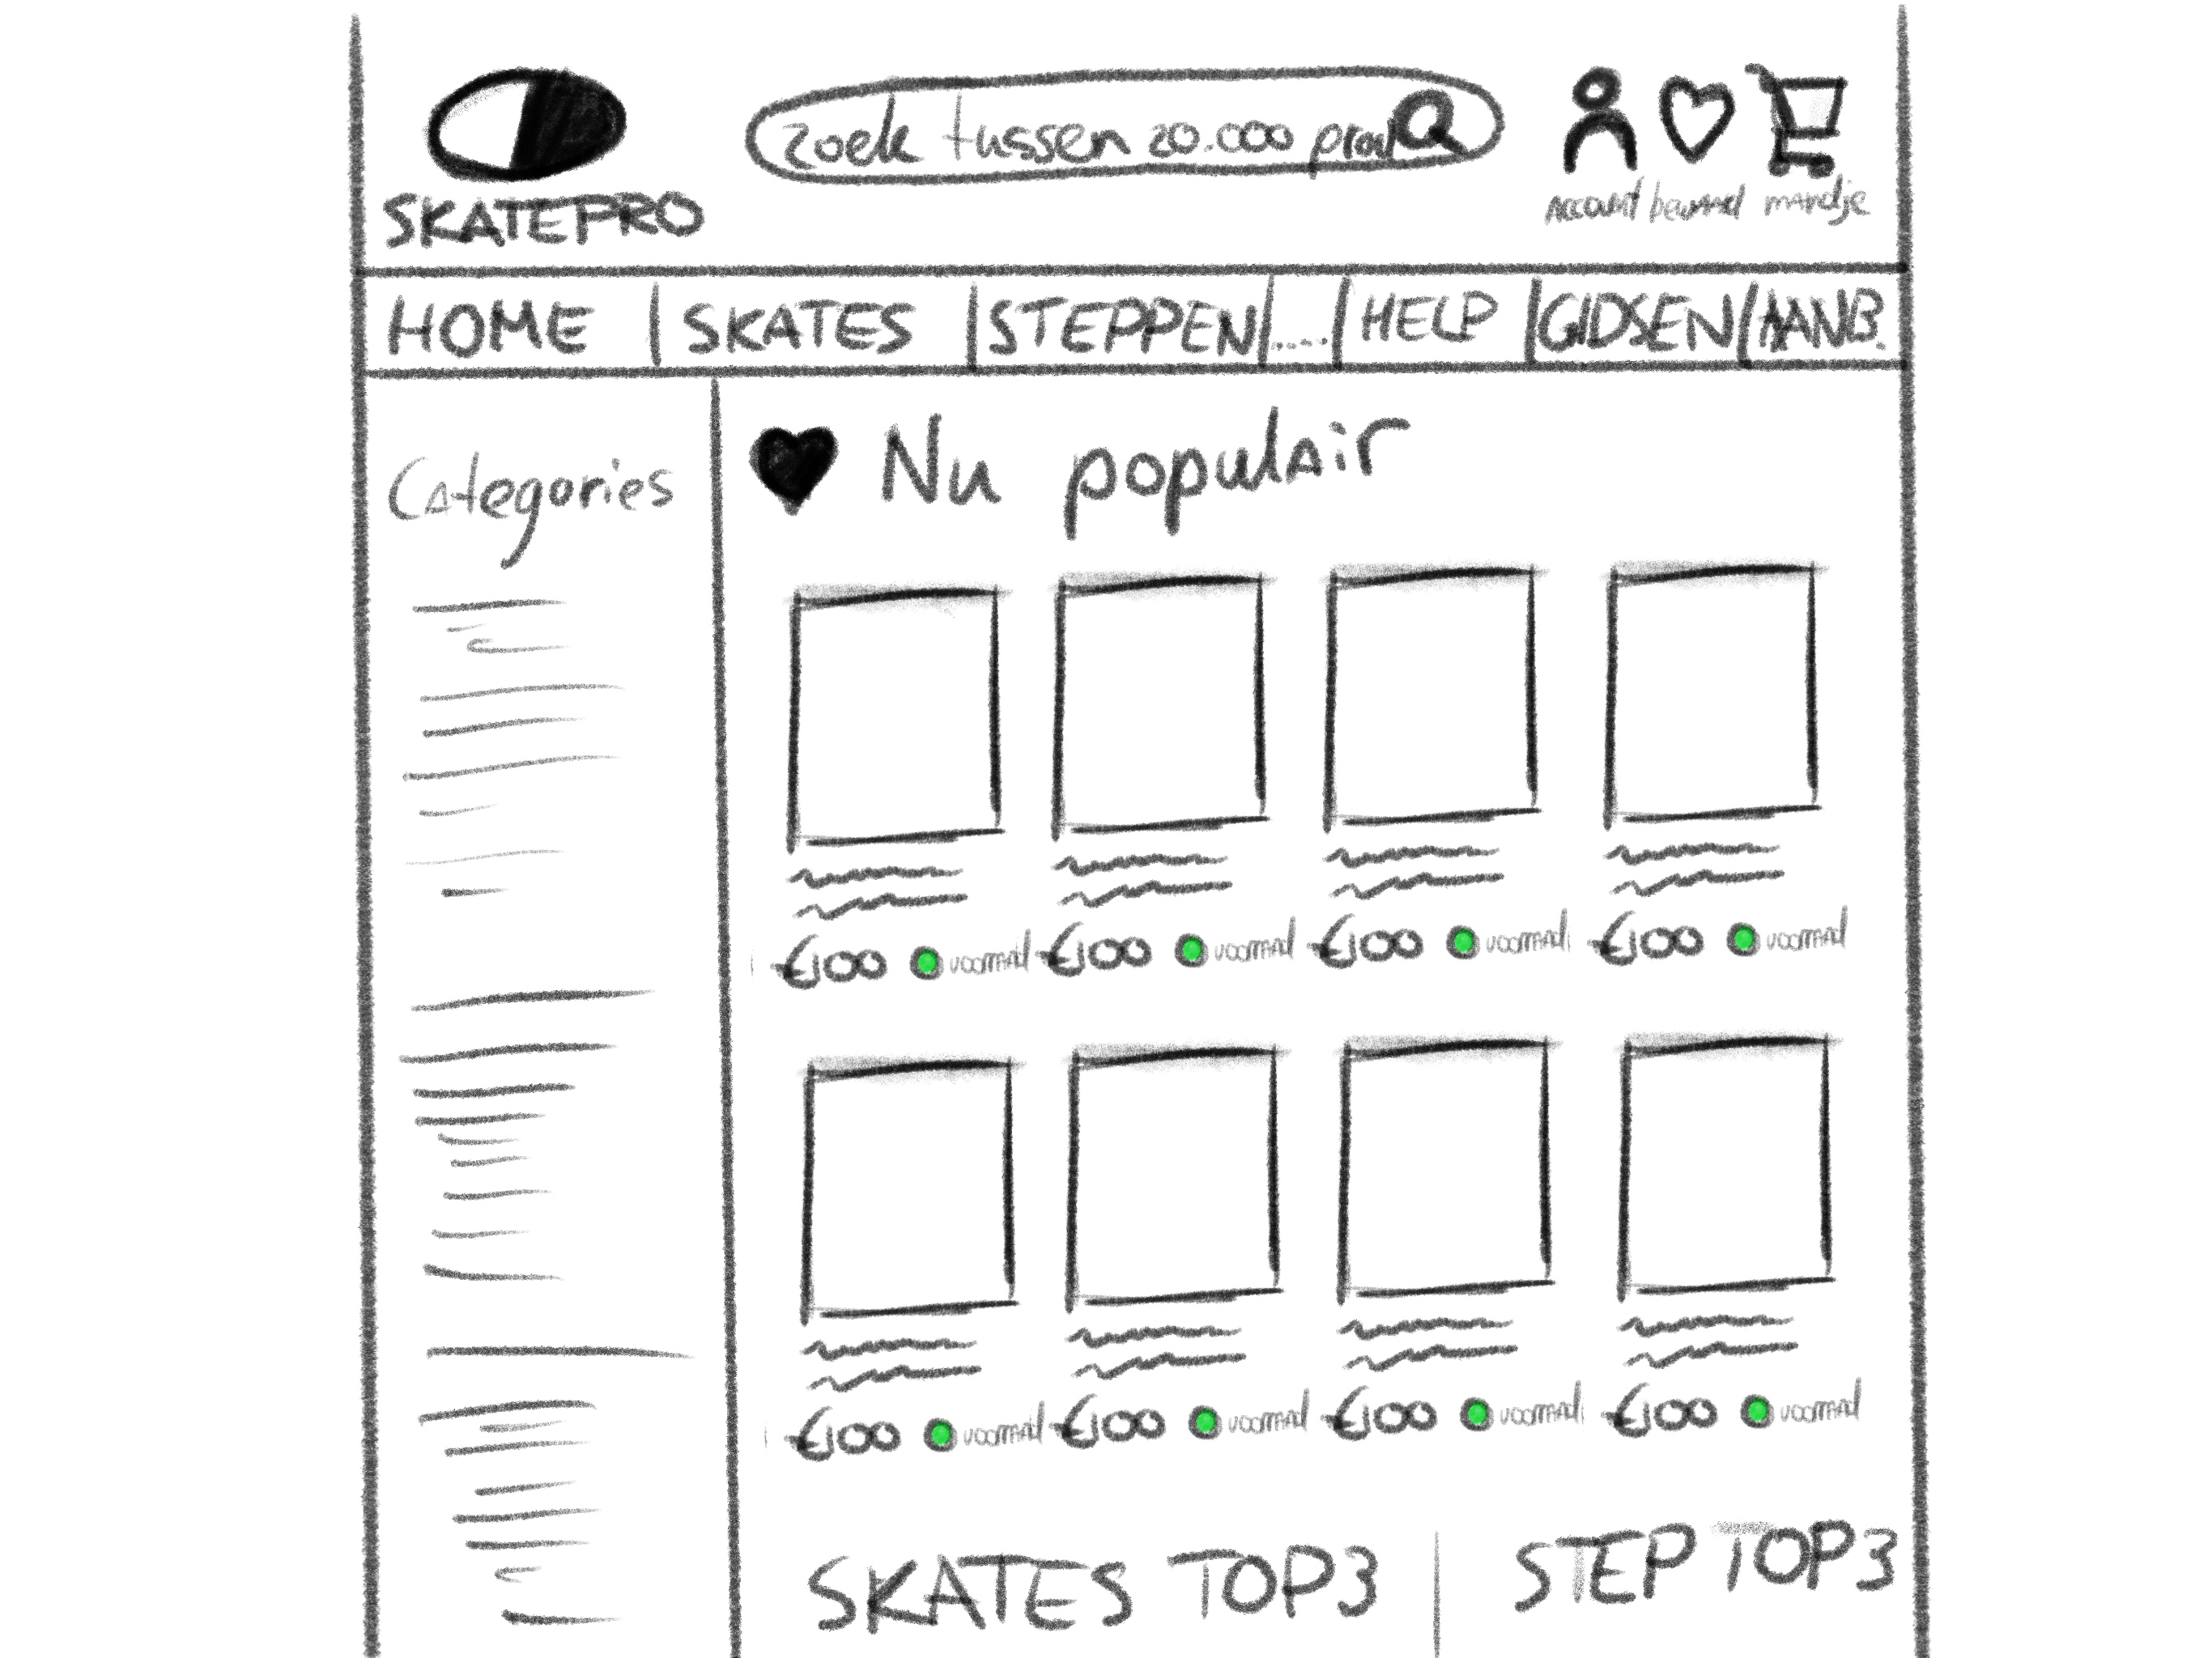 SKATEPRO
zoek tussen 20.000 prod
Account bewaard mandje
HOME | SKATES | STEPPEN | ..... | HELP | GIDSEN | AANB.
Categories
Nu populair
€100 voorraad €100 voorraad €100 voorraad €100 voorraad
€100 voorraad €100 voorraad €100 voorraad €100 voorraad
SKATES TOP3 | STEP TOP3